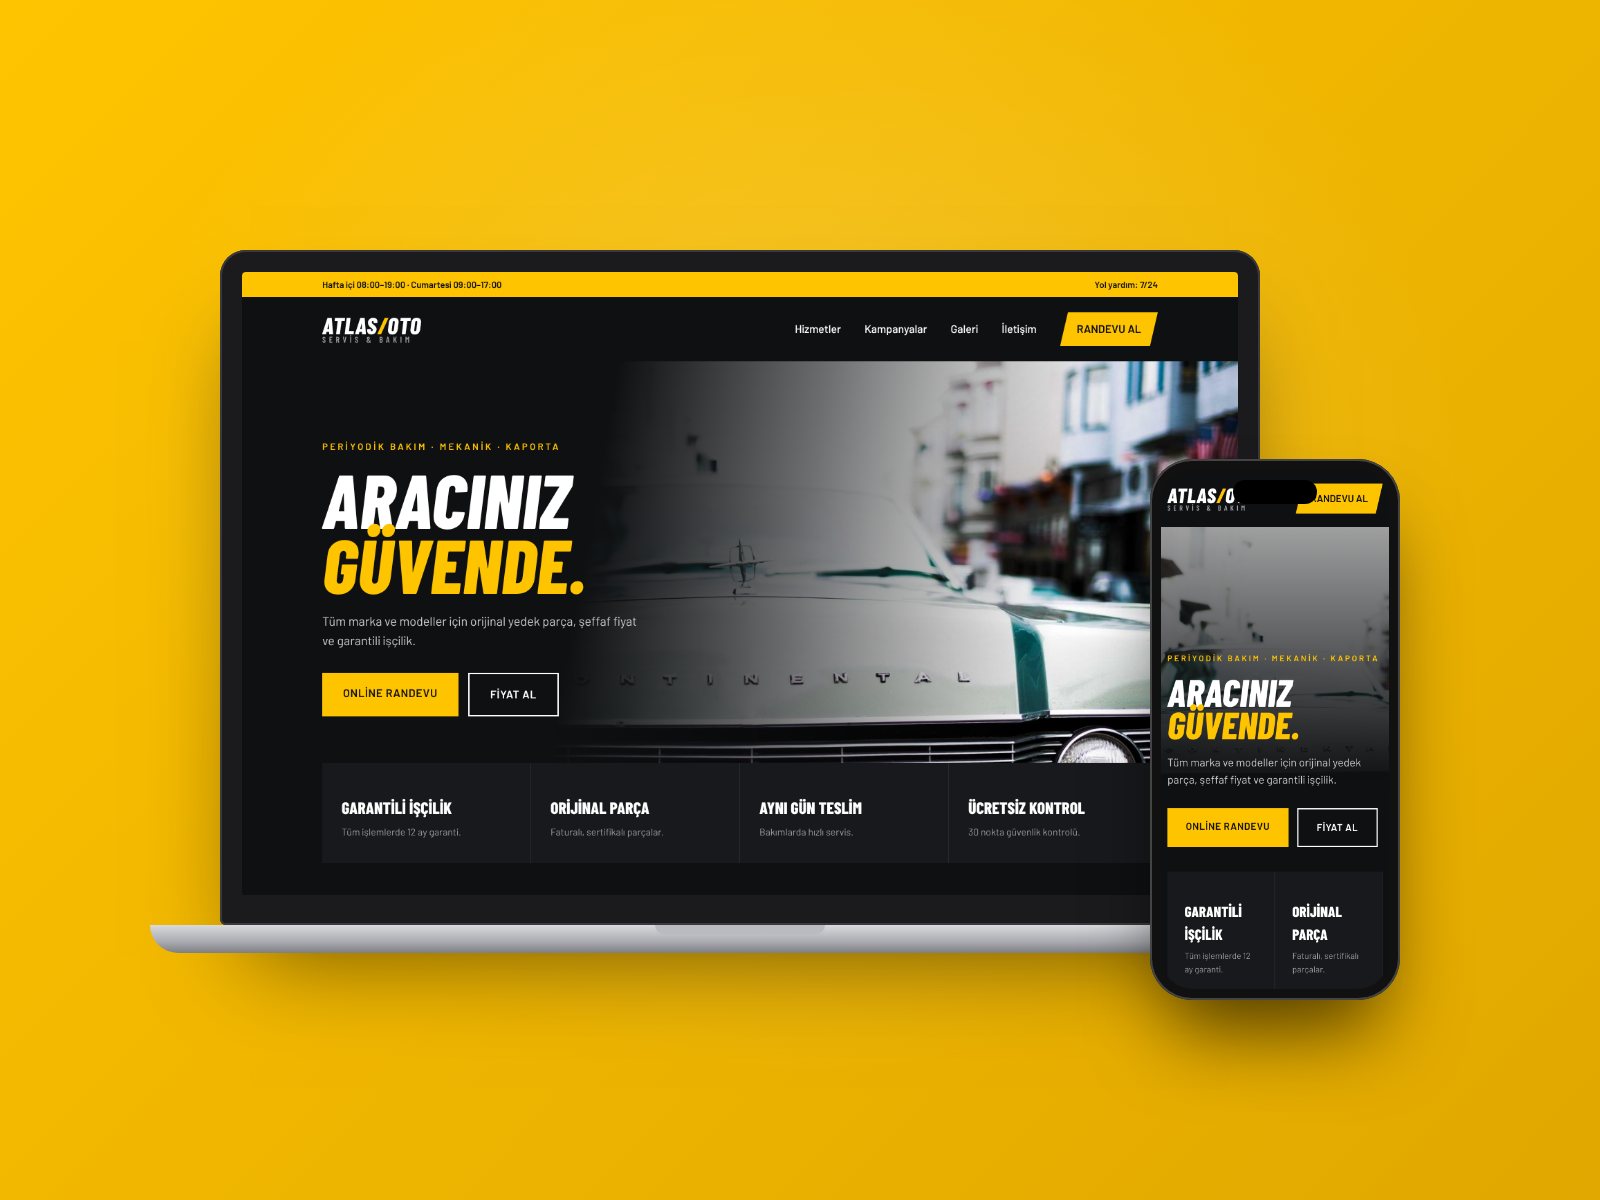 Hafta içi 08:00–19:00 · Cumartesi 09:00–17:00
Yol yardım: 7/24
ATLAS/OTO
SERVİS & BAKIM
Hizmetler
Kampanyalar
Galeri
İletişim
RANDEVU AL
PERİYODİK BAKIM · MEKANİK · KAPORTA
ARACINIZ
GÜVENDE.
Tüm marka ve modeller için orijinal yedek parça, şeffaf fiyat
ve garantili işçilik.
ONLİNE RANDEVU
FİYAT AL
NTINENTAL
GARANTİLİ İŞÇİLİK
Tüm işlemlerde 12 ay garanti.
ORİJİNAL PARÇA
Faturalı, sertifikalı parçalar.
AYNI GÜN TESLİM
Bakımlarda hızlı servis.
ÜCRETSİZ KONTROL
30 nokta güvenlik kontrolü.
ATLAS/O
SERVİS & BAKIM
ANDEVU AL
PERİYODİK BAKIM · MEKANİK · KAPORTA
ARACINIZ
GÜVENDE.
Tüm marka ve modeller için orijinal yedek
parça, şeffaf fiyat ve garantili işçilik.
ONLİNE RANDEVU
FİYAT AL
GARANTİLİ
İŞÇİLİK
Tüm işlemlerde 12
ay garanti.
ORİJİNAL
PARÇA
Faturalı, sertifikalı
parçalar.